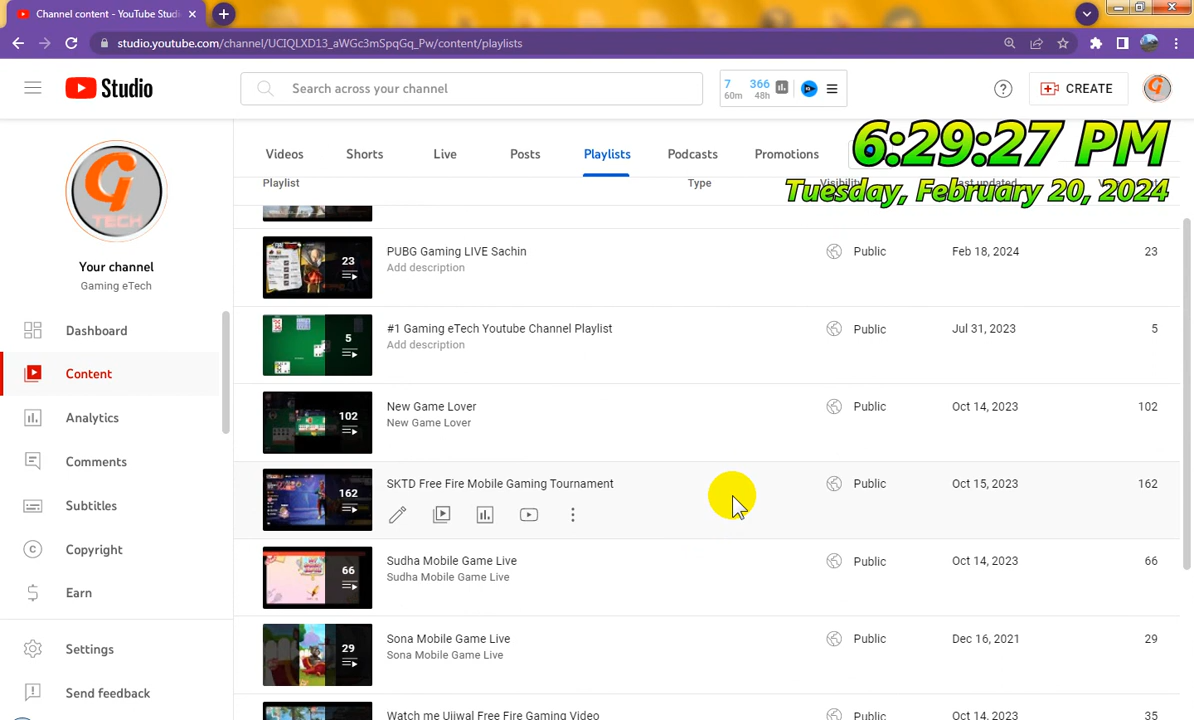 Channel content - YouTube Studi
studio.youtube.com/channel/UCIQLXD13_aWGc3mSpqGq_Pw/content/playlists
Studio
Search across your channel
7 366
60m 48h
CREATE
6:29:27 PM
Tuesday, February 20, 2024
G
TECH
Your channel
Gaming eTech
Dashboard
Content
Analytics
Comments
Subtitles
Copyright
Earn
Settings
Send feedback
Videos Shorts Live Posts Playlists Podcasts Promotions
Playlist Type Visibility Last updated
23 PUBG Gaming LIVE Sachin Public Feb 18, 2024 23
Add description
5 #1 Gaming eTech Youtube Channel Playlist Public Jul 31, 2023 5
Add description
102 New Game Lover Public Oct 14, 2023 102
New Game Lover
162 SKTD Free Fire Mobile Gaming Tournament Public Oct 15, 2023 162
66 Sudha Mobile Game Live Public Oct 14, 2023 66
Sudha Mobile Game Live
29 Sona Mobile Game Live Public Dec 16, 2021 29
Sona Mobile Game Live
Watch me Ujjwal Free Fire Gaming Video Public Oct 14, 2023 35